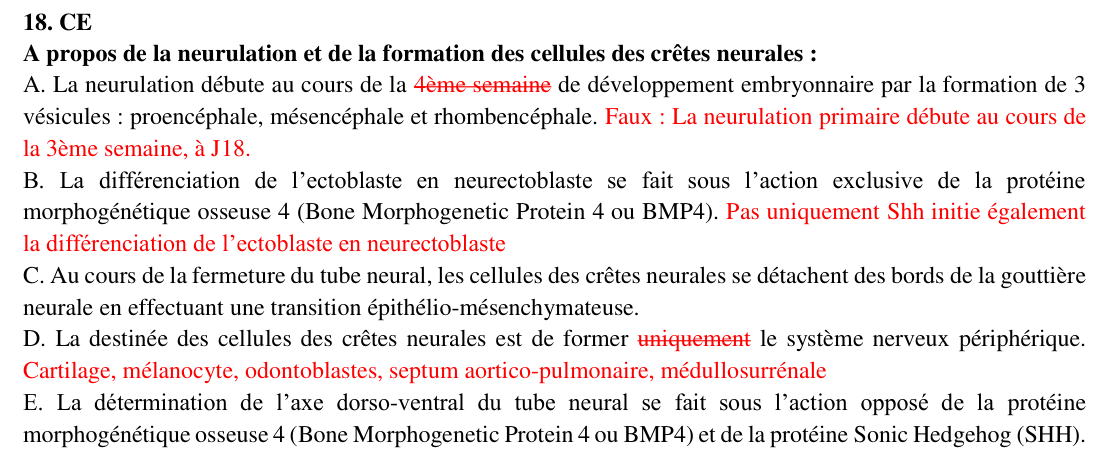 18. CE
A propos de la neurulation et de la formation des cellules des crêtes neurales :
A. La neurulation débute au cours de la 4ème semaine de développement embryonnaire par la formation de 3
vésicules : proencéphale, mésencéphale et rhombencéphale. Faux : La neurulation primaire débute au cours de
la 3ème semaine, à J18.
B. La différenciation de l’ectoblaste en neurectoblaste se fait sous l’action exclusive de la protéine
morphogénétique osseuse 4 (Bone Morphogenetic Protein 4 ou BMP4). Pas uniquement Shh initie également
la différenciation de l’ectoblaste en neurectoblaste
C. Au cours de la fermeture du tube neural, les cellules des crêtes neurales se détachent des bords de la gouttière
neurale en effectuant une transition épithélio-mésenchymateuse.
D. La destinée des cellules des crêtes neurales est de former uniquement le système nerveux périphérique.
Cartilage, mélanocyte, odontoblastes, septum aortico-pulmonaire, médullosurrénale
E. La détermination de l’axe dorso-ventral du tube neural se fait sous l’action opposé de la protéine
morphogénétique osseuse 4 (Bone Morphogenetic Protein 4 ou BMP4) et de la protéine Sonic Hedgehog (SHH).